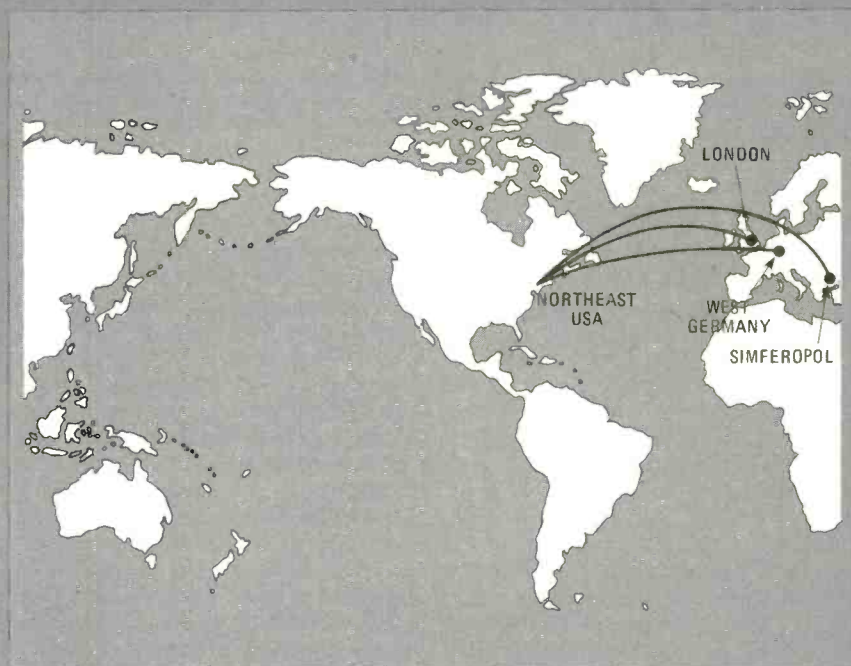 LONDON
NORTHEAST
USA
WEST
GERMANY
SIMFEROPOL